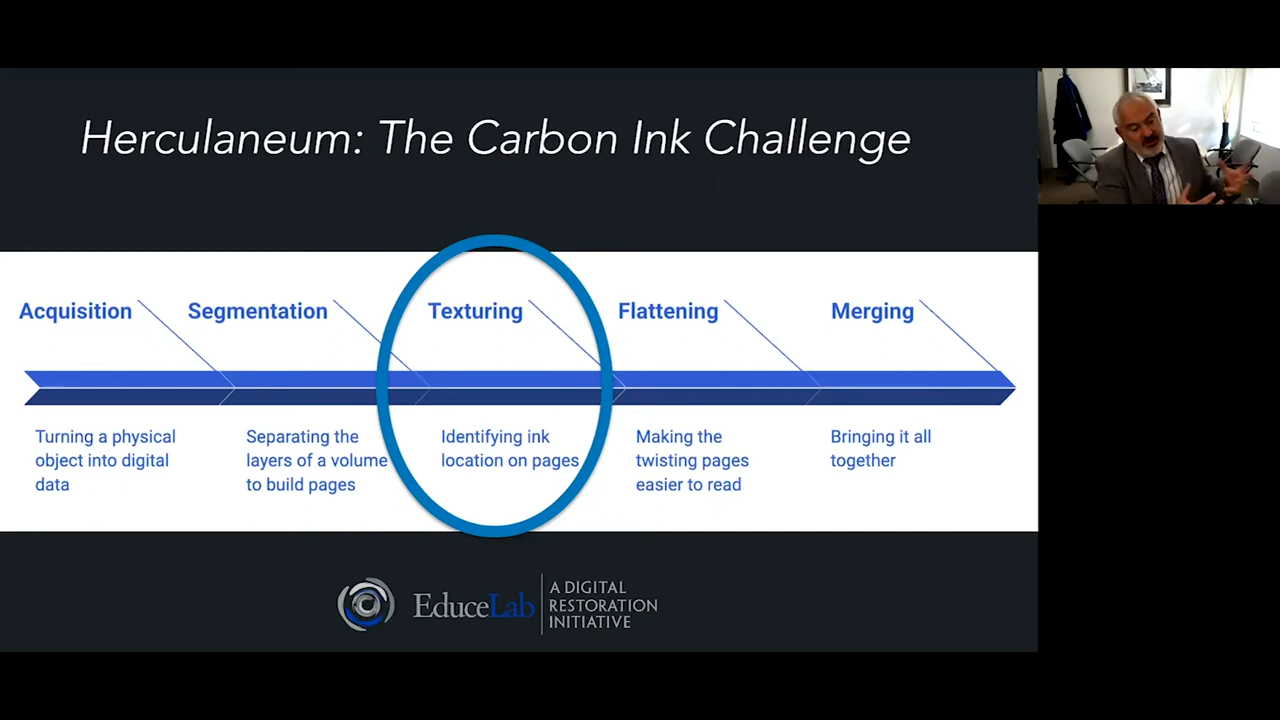 Herculaneum: The Carbon Ink Challenge
Acquisition
Segmentation
Texturing
Flattening
Merging
Turning a physical
object into digital
data
Separating the
layers of a volume
to build pages
Identifying ink
location on pages
Making the
twisting pages
easier to read
Bringing it all
together
EduceLab
A DIGITAL
RESTORATION
INITIATIVE